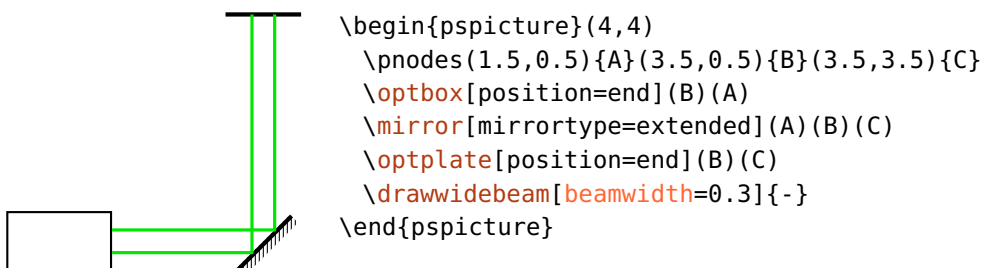 \begin{pspicture}(4,4)
\pnodes(1.5,0.5){A}(3.5,0.5){B}(3.5,3.5){C}
\optbox[position=end](B)(A)
\mirror[mirrortype=extended](A)(B)(C)
\optplate[position=end](B)(C)
\drawwidebeam[beamwidth=0.3]{-}
\end{pspicture}